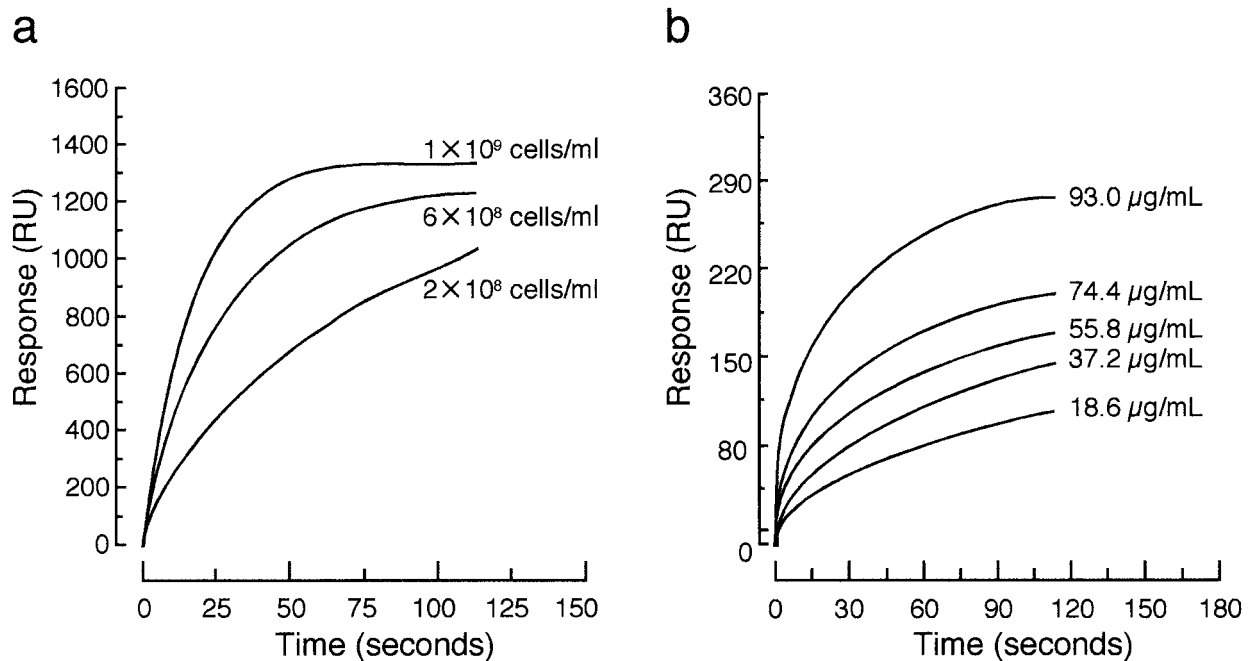 a
Response (RU)
1600
1400
1200
1000
800
600
400
200
0
1×10⁹ cells/ml
6×10⁸ cells/ml
2×10⁸ cells/ml
0 25 50 75 100 125 150
Time (seconds)
b
Response (RU)
360
290
220
150
80
0
93.0 µg/mL
74.4 µg/mL
55.8 µg/mL
37.2 µg/mL
18.6 µg/mL
0 30 60 90 120 150 180
Time (seconds)